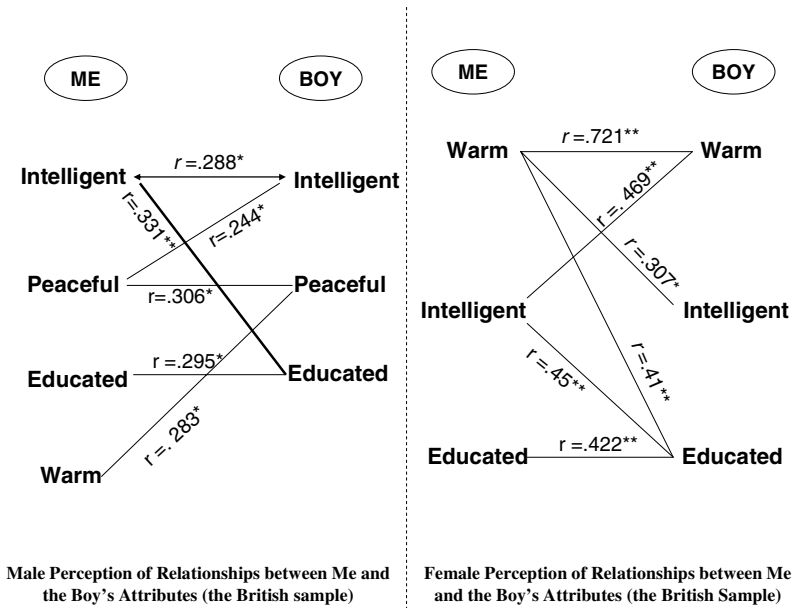 ME
BOY
Intelligent
r =.288*
Intelligent
r=.331**
r=.244*
Peaceful
r=.306*
Peaceful
Educated
r =.295*
Educated
r =. 283*
Warm
Male Perception of Relationships between Me and
the Boy's Attributes (the British sample)
ME
BOY
Warm
r =.721**
Warm
r =. 469**
r =.307*
Intelligent
Intelligent
r =.45**
r =.41**
Educated
r =.422**
Educated
Female Perception of Relationships between Me
and the Boy's Attributes (the British Sample)